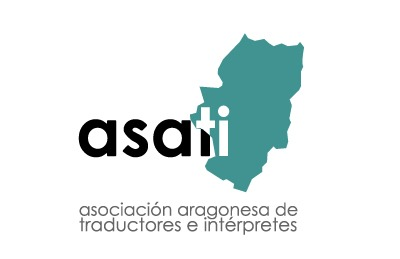 asati
asociación aragonesa de
traductores e intérpretes